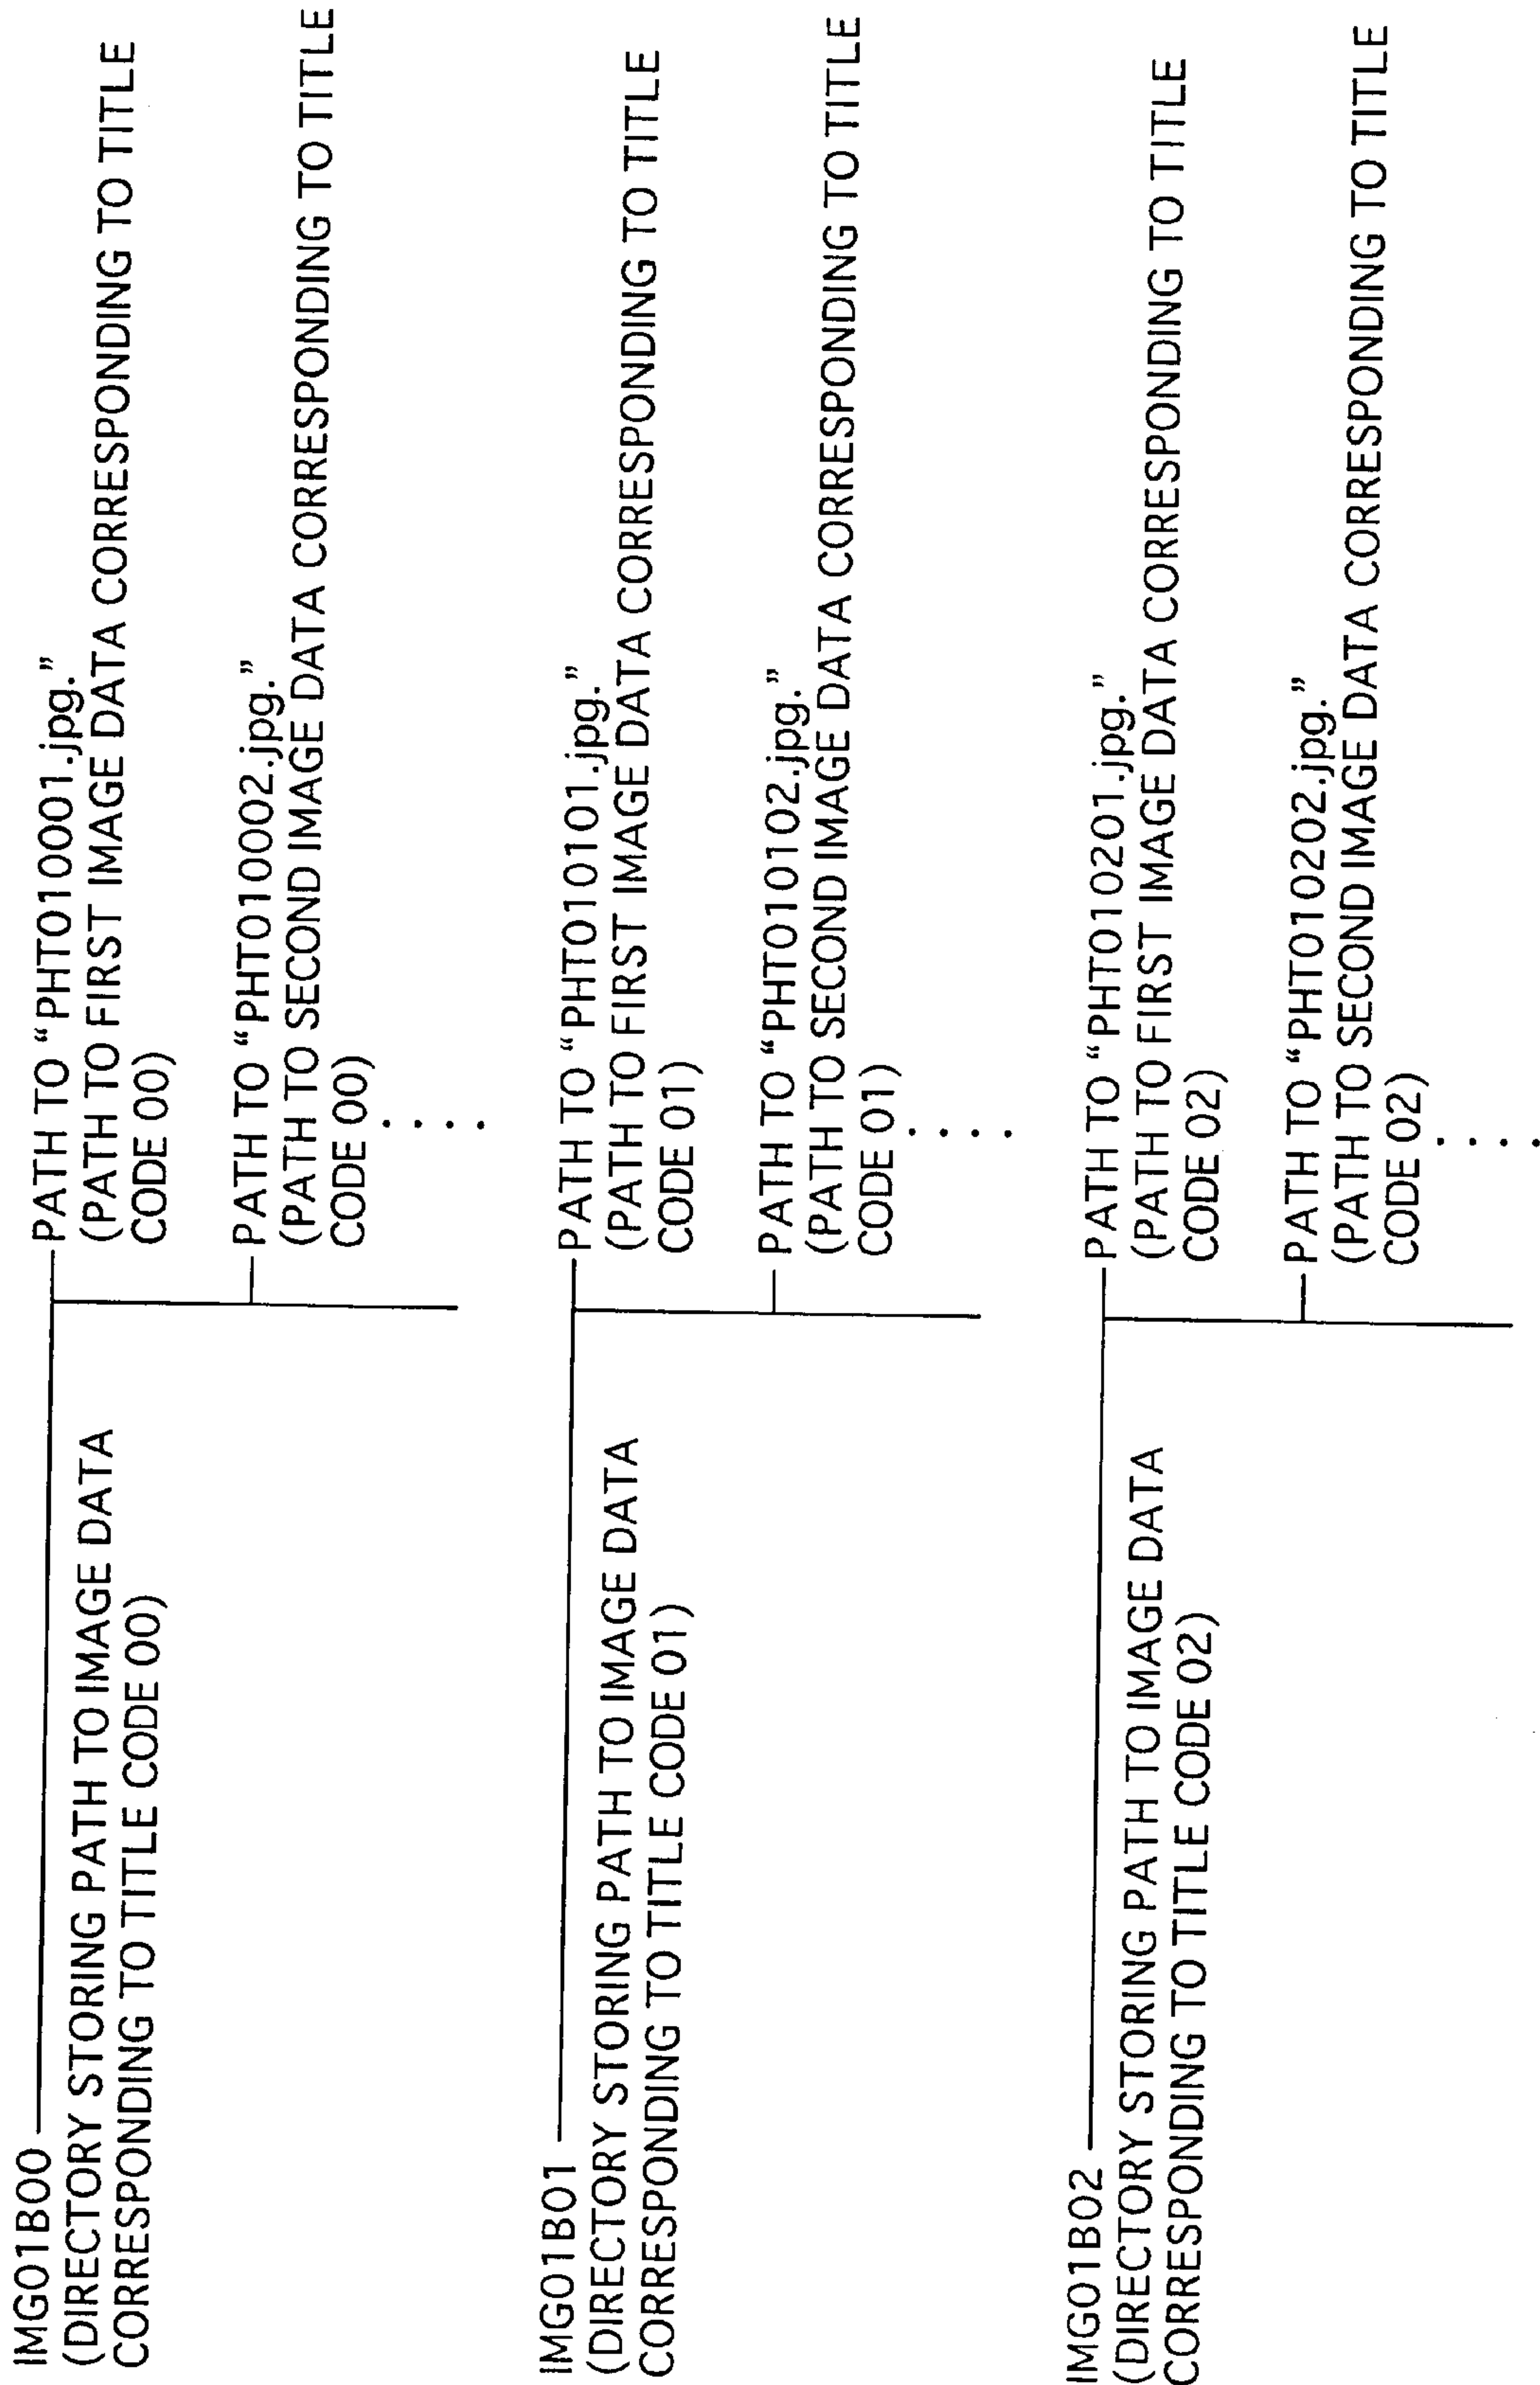 IMG01B00
(DIRECTORY STORING PATH TO IMAGE DATA
CORRESPONDING TO TITLE CODE 00)
PATH TO “PHT010001.jpg.”
(PATH TO FIRST IMAGE DATA CORRESPONDING TO TITLE
CODE 00)
PATH TO “PHT010002.jpg.”
(PATH TO SECOND IMAGE DATA CORRESPONDING TO TITLE
CODE 00)
. . . .
IMG01B01
(DIRECTORY STORING PATH TO IMAGE DATA
CORRESPONDING TO TITLE CODE 01)
PATH TO “PHT010101.jpg.”
(PATH TO FIRST IMAGE DATA CORRESPONDING TO TITLE
CODE 01)
PATH TO “PHT010102.jpg.”
(PATH TO SECOND IMAGE DATA CORRESPONDING TO TITLE
CODE 01)
. . . .
IMG01B02
(DIRECTORY STORING PATH TO IMAGE DATA
CORRESPONDING TO TITLE CODE 02)
PATH TO “PHT010201.jpg.”
(PATH TO FIRST IMAGE DATA CORRESPONDING TO TITLE
CODE 02)
PATH TO “PHT010202.jpg.”
(PATH TO SECOND IMAGE DATA CORRESPONDING TO TITLE
CODE 02)
. . . .